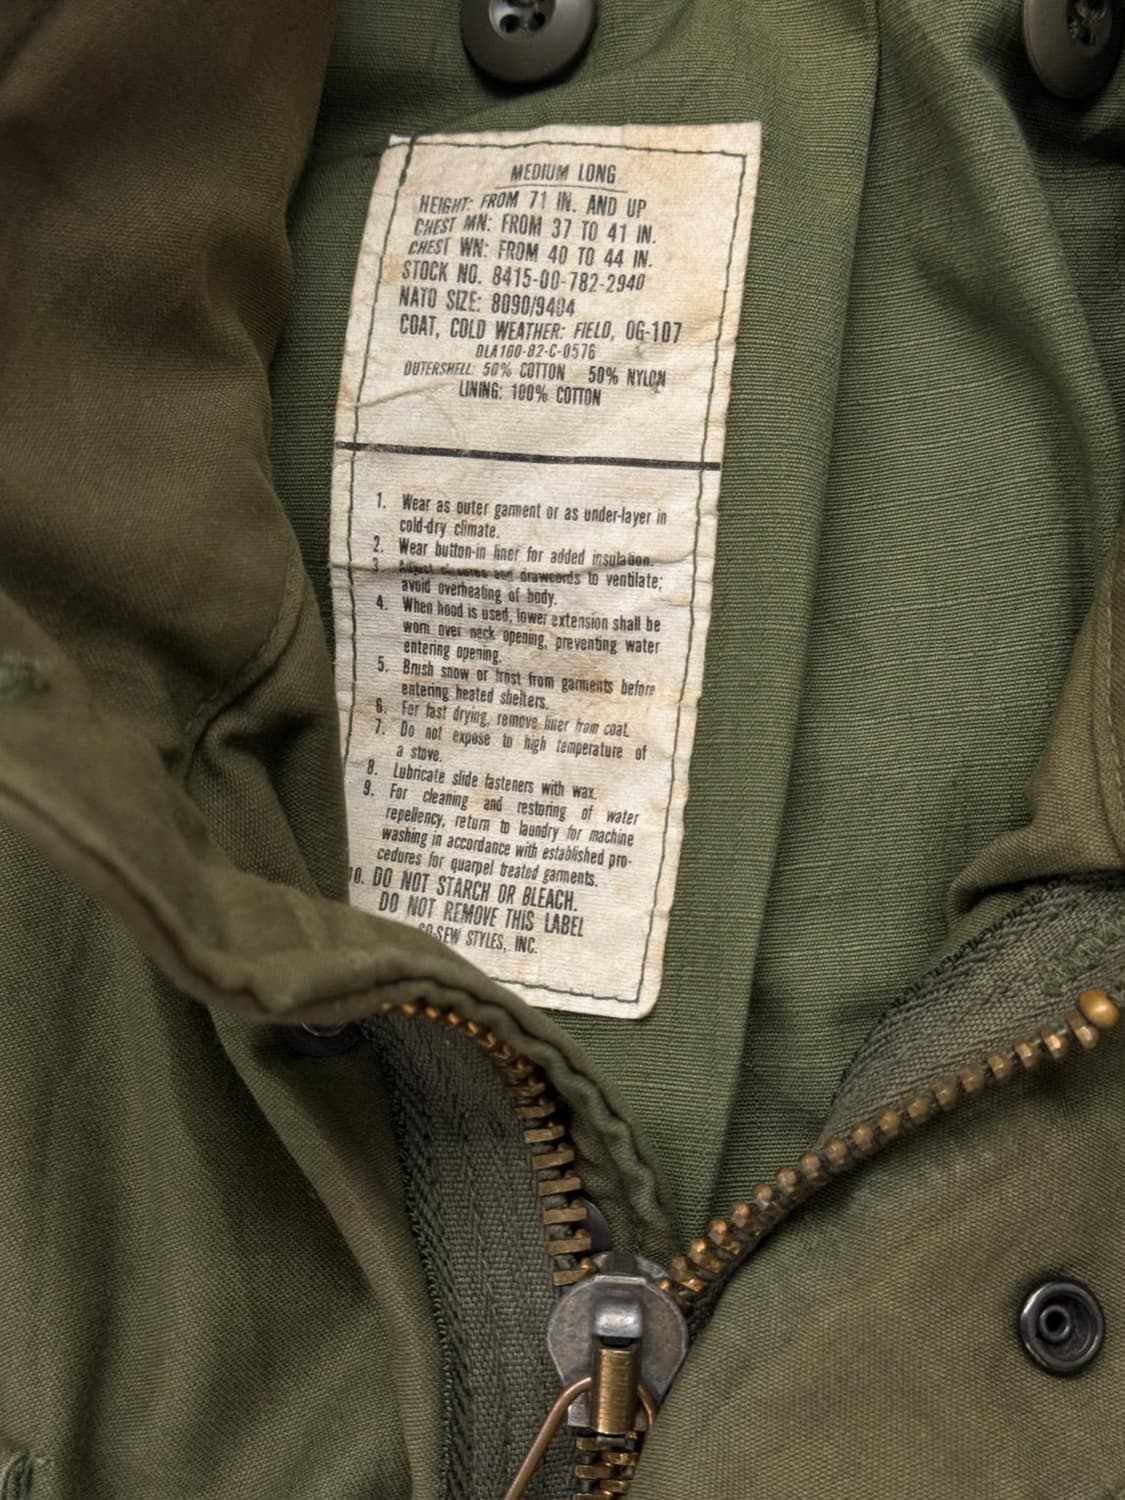 MEDIUM LONG
HEIGHT: FROM 71 IN. AND UP
CHEST MN: FROM 37 TO 41 IN.
CHEST WN: FROM 40 TO 44 IN.
STOCK NO. 8415-00-782-2940
NATO SIZE: 8090/9404
COAT, COLD WEATHER: FIELD, OG-107
DLA100-82-C-0576
OUTERSHELL: 50% COTTON 50% NYLON
LINING: 100% COTTON
1. Wear as outer garment or as under-layer in
cold-dry climate.
2. Wear button-in liner for added insulation.
3. Adjust and drawcords to ventilate;
avoid overheating of body.
4. When hood is used, lower extension shall be
worn over neck opening, preventing water
entering opening.
5. Brush snow or frost from garments before
entering heated shelters.
6. For fast drying, remove liner from coat.
7. Do not expose to high temperature of
a stove.
8. Lubricate slide fasteners with wax.
9. For cleaning and restoring of water
repellency, return to laundry for machine
washing in accordance with established pro-
cedures for quarpel treated garments.
10. DO NOT STARCH OR BLEACH.
DO NOT REMOVE THIS LABEL
SEW STYLES, INC.